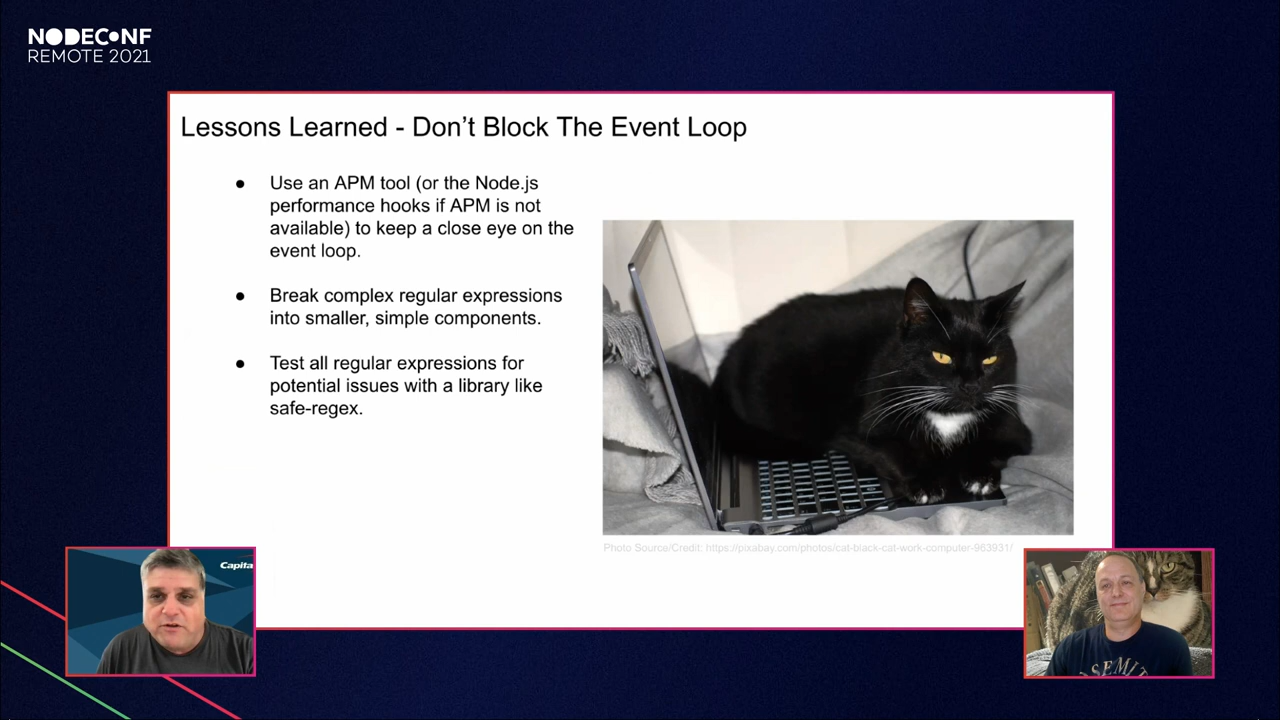 NODECONF
REMOTE 2021
Lessons Learned - Don't Block The Event Loop
● Use an APM tool (or the Node.js
performance hooks if APM is not
available) to keep a close eye on the
event loop.
● Break complex regular expressions
into smaller, simple components.
● Test all regular expressions for
potential issues with a library like
safe-regex.
Photo Source/Credit: https://pixabay.com/photos/cat-black-cat-work-computer-963931/
Capita
OSEMIT